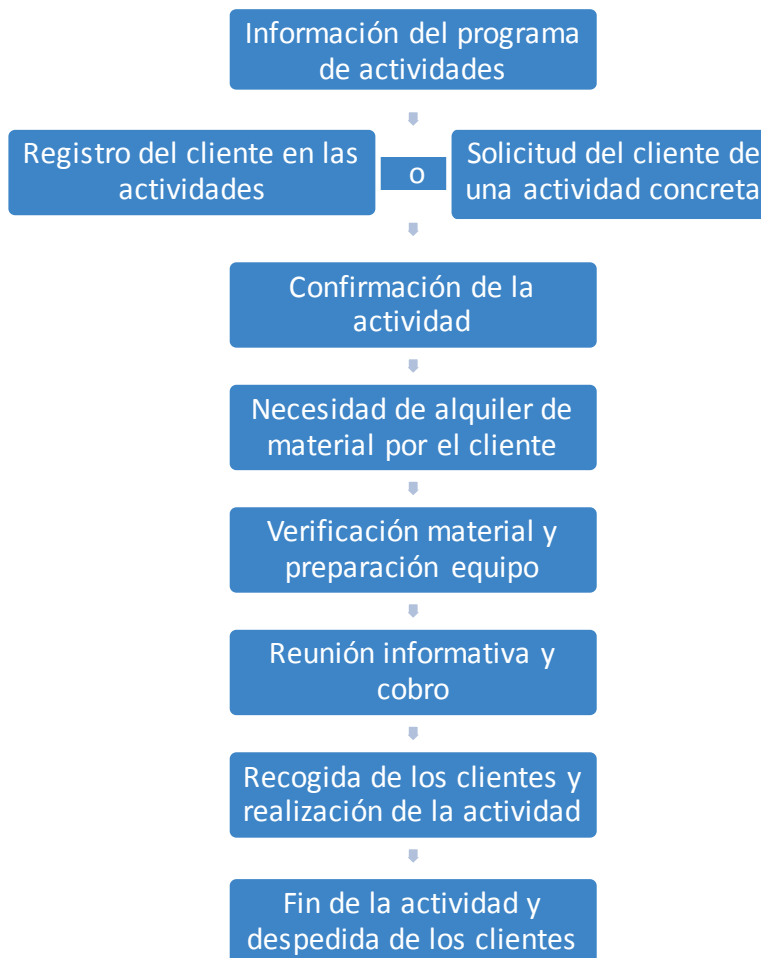 Información del programa
de actividades
Registro del cliente en las
actividades
o
Solicitud del cliente de
una actividad concreta
Confirmación de la
actividad
Necesidad de alquiler de
material por el cliente
Verificación material y
preparación equipo
Reunión informativa y
cobro
Recogida de los clientes y
realización de la actividad
Fin de la actividad y
despedida de los clientes